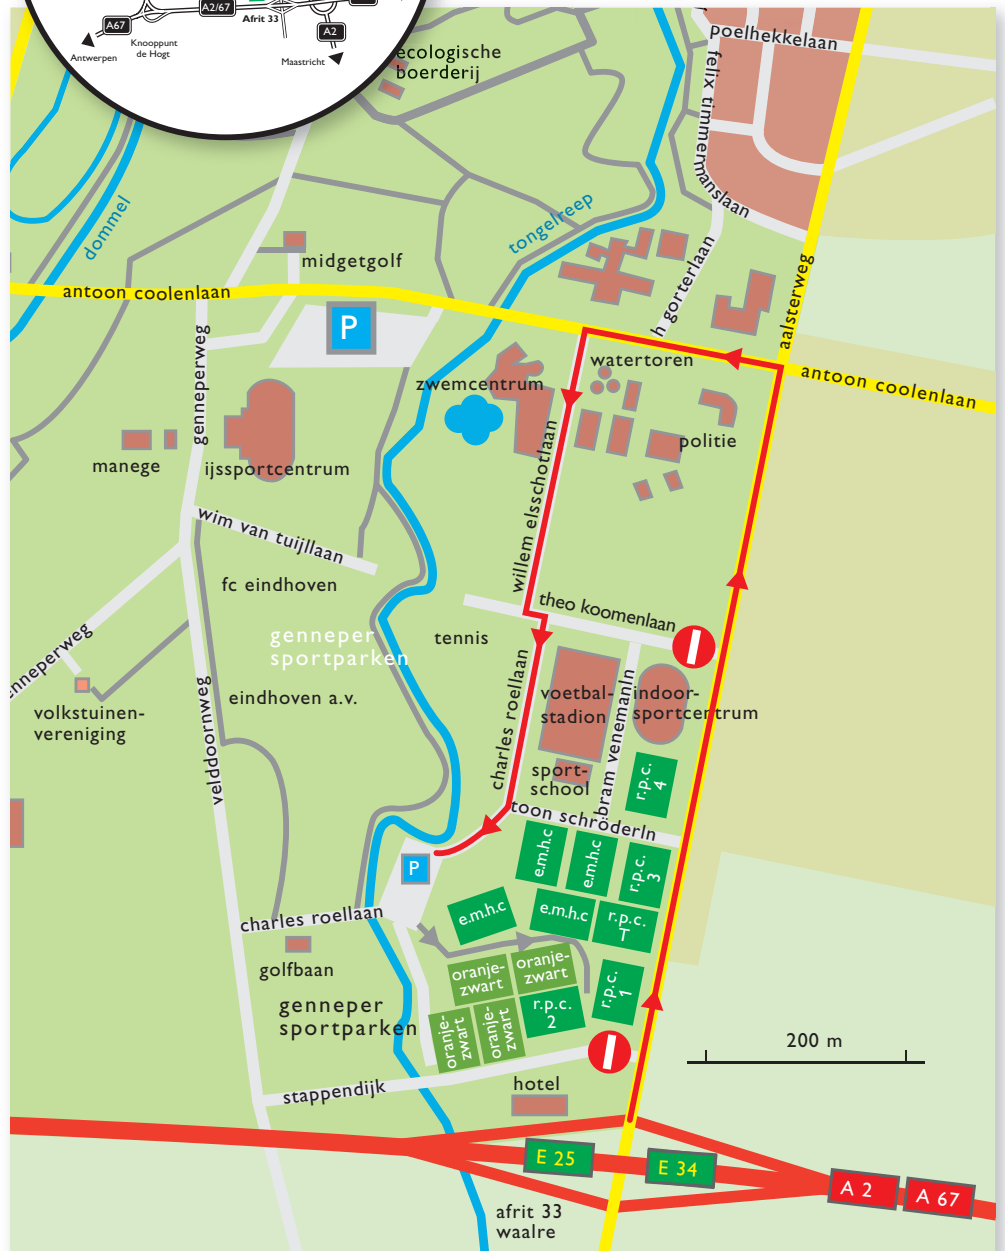 A67
A2/67
Afrit 33
A2
Knooppunt
de Hogt
Antwerpen
Maastricht
ecologische
boerderij
poelhekkelaan
felix timmermanslaan
dommel
tongelreep
midgetgolf
h gorterlaan
aalsterweg
antoon coolenlaan
P
watertoren
antoon coolenlaan
genneperweg
zwemcentrum
politie
manege
ijssportcentrum
willem elsschotlaan
wim van tuijllaan
fc eindhoven
theo koomenlaan
genneper
sportparken
tennis
enneperweg
eindhoven a.v.
volkstuinen-
vereniging
velddoornweg
charles roellaan
voetbal-
stadion
bram venemanln
indoor-
sportcentrum
sport-
school
r.p.c.
4
toon schröderln
e.m.h.c
e.m.h.c
r.p.c.
3
P
e.m.h.c
e.m.h.c
r.p.c.
T
charles roellaan
golfbaan
oranje-
zwart
oranje-
zwart
r.p.c.
1
genneper
sportparken
oranje-
zwart
oranje-
zwart
r.p.c.
2
200 m
stappendijk
hotel
E 25
E 34
A 2
A 67
afrit 33
waalre